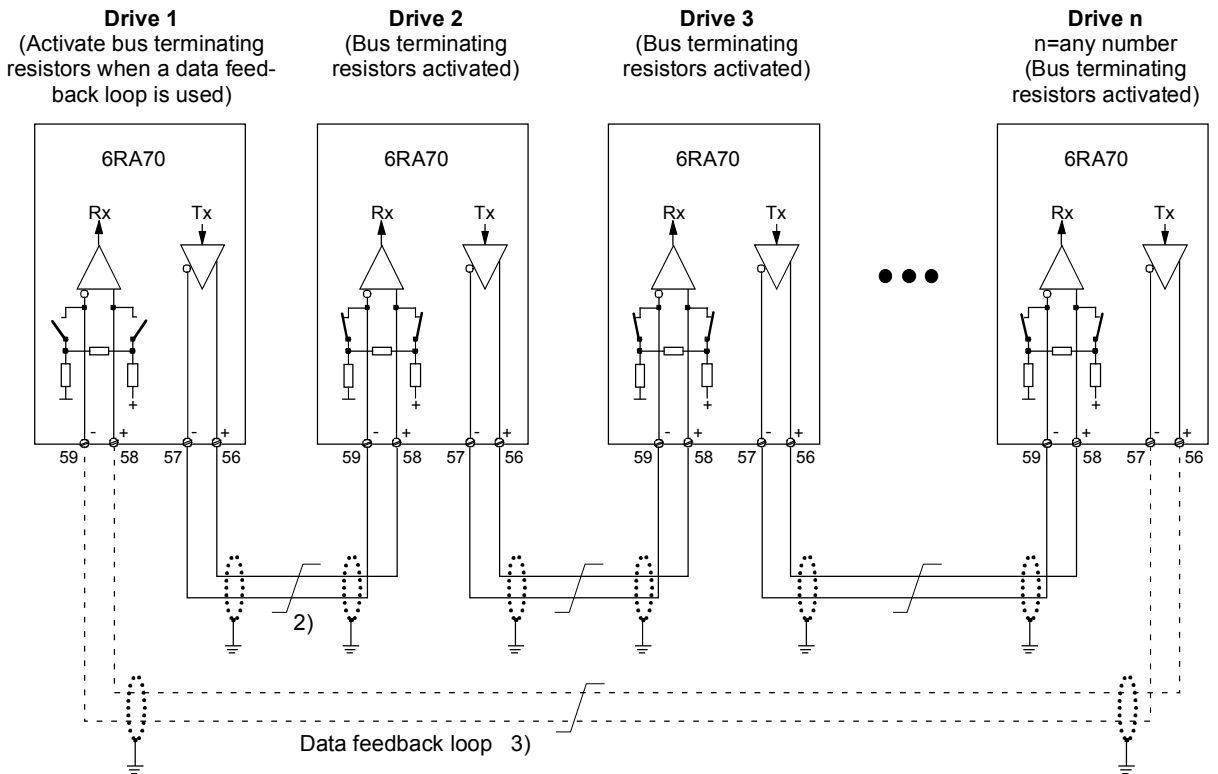 Drive 1
(Activate bus terminating
resistors when a data feed-
back loop is used)
Drive 2
(Bus terminating
resistors activated)
Drive 3
(Bus terminating
resistors activated)
Drive n
n=any number
(Bus terminating
resistors activated)
6RA70
6RA70
6RA70
6RA70
Rx Tx
Rx Tx
Rx Tx
Rx Tx
+
+
+
+
- + - +
- + - +
- + - +
- + - +
59 58 57 56
59 58 57 56
59 58 57 56
59 58 57 56
2)
Data feedback loop 3)